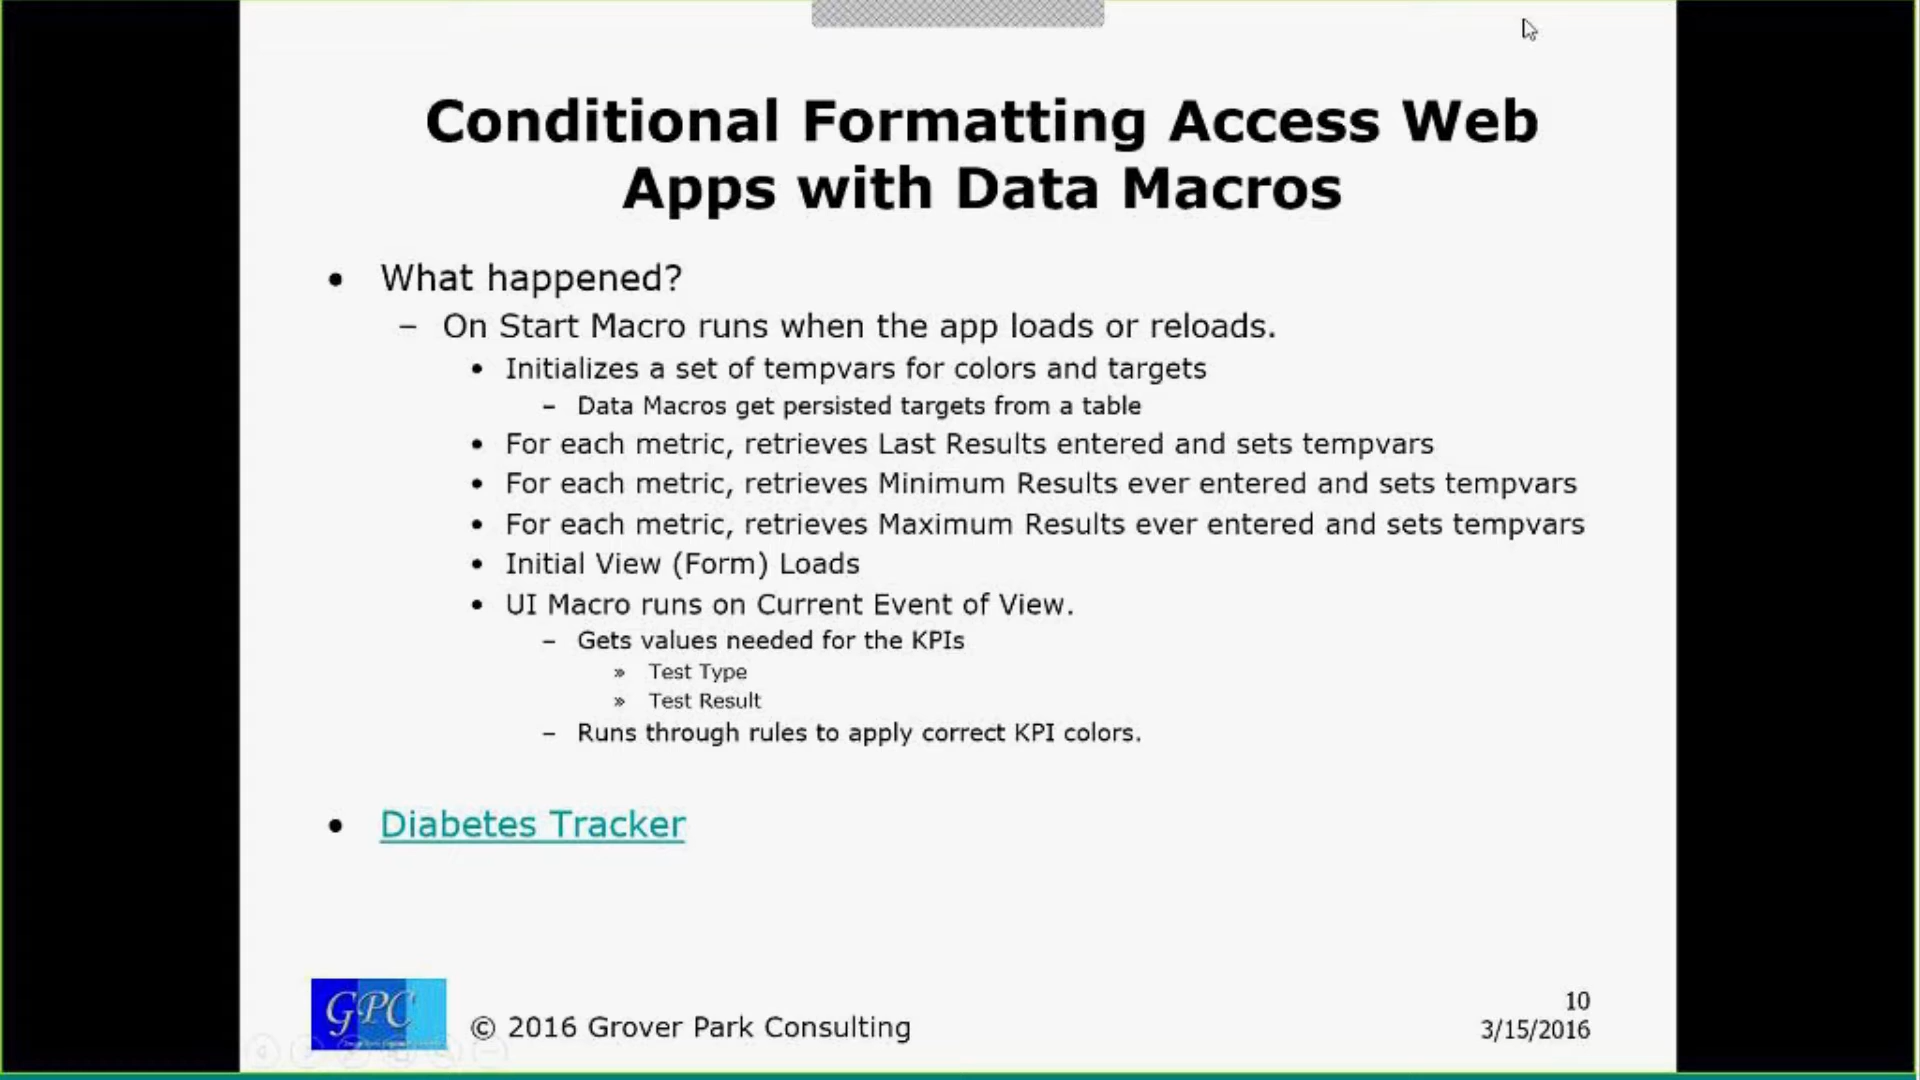 Conditional Formatting Access Web
Apps with Data Macros
• What happened?
– On Start Macro runs when the app loads or reloads.
• Initializes a set of tempvars for colors and targets
– Data Macros get persisted targets from a table
• For each metric, retrieves Last Results entered and sets tempvars
• For each metric, retrieves Minimum Results ever entered and sets tempvars
• For each metric, retrieves Maximum Results ever entered and sets tempvars
• Initial View (Form) Loads
• UI Macro runs on Current Event of View.
– Gets values needed for the KPIs
» Test Type
» Test Result
– Runs through rules to apply correct KPI colors.
• Diabetes Tracker
GPC
© 2016 Grover Park Consulting
10
3/15/2016